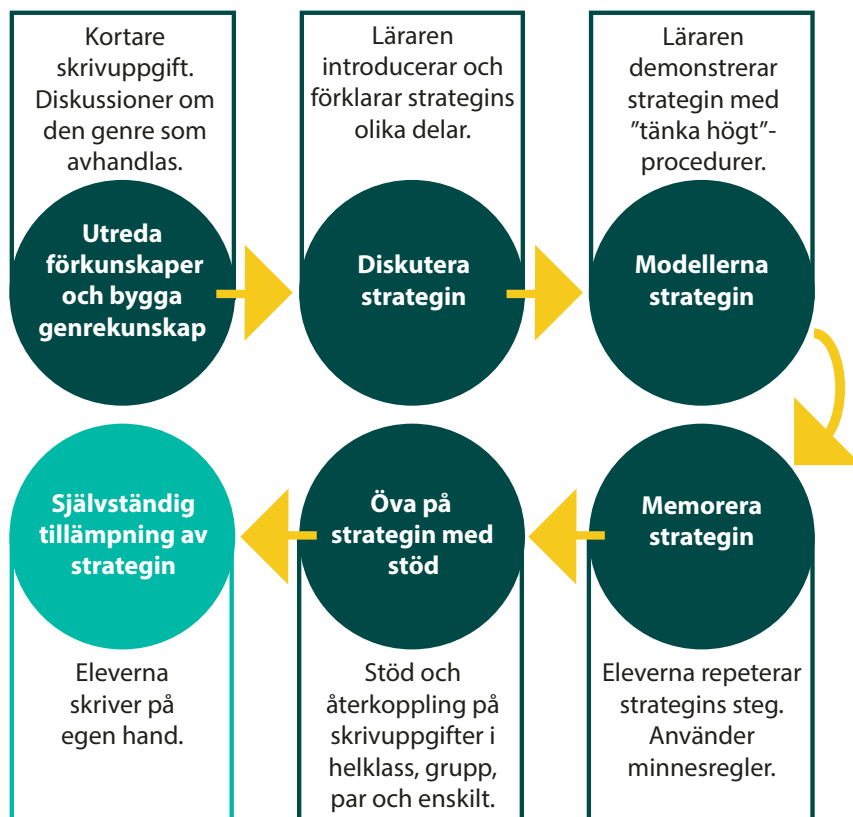 Kortare
skrivuppgift.
Diskussioner om
den genre som
avhandlas.
Utreda
förkunskaper
och bygga
genrekunskap
Läraren
introducerar och
förklarar strategins
olika delar.
Diskutera
strategin
Läraren
demonstrerar
strategin med
”tänka högt”-
procedurer.
Modellerna
strategin
Memorera
strategin
Eleverna repeterar
strategins steg.
Använder
minnesregler.
Öva på
strategin med
stöd
Stöd och
återkoppling på
skrivuppgifter i
helklass, grupp,
par och enskilt.
Självständig
tillämpning av
strategin
Eleverna
skriver på
egen hand.